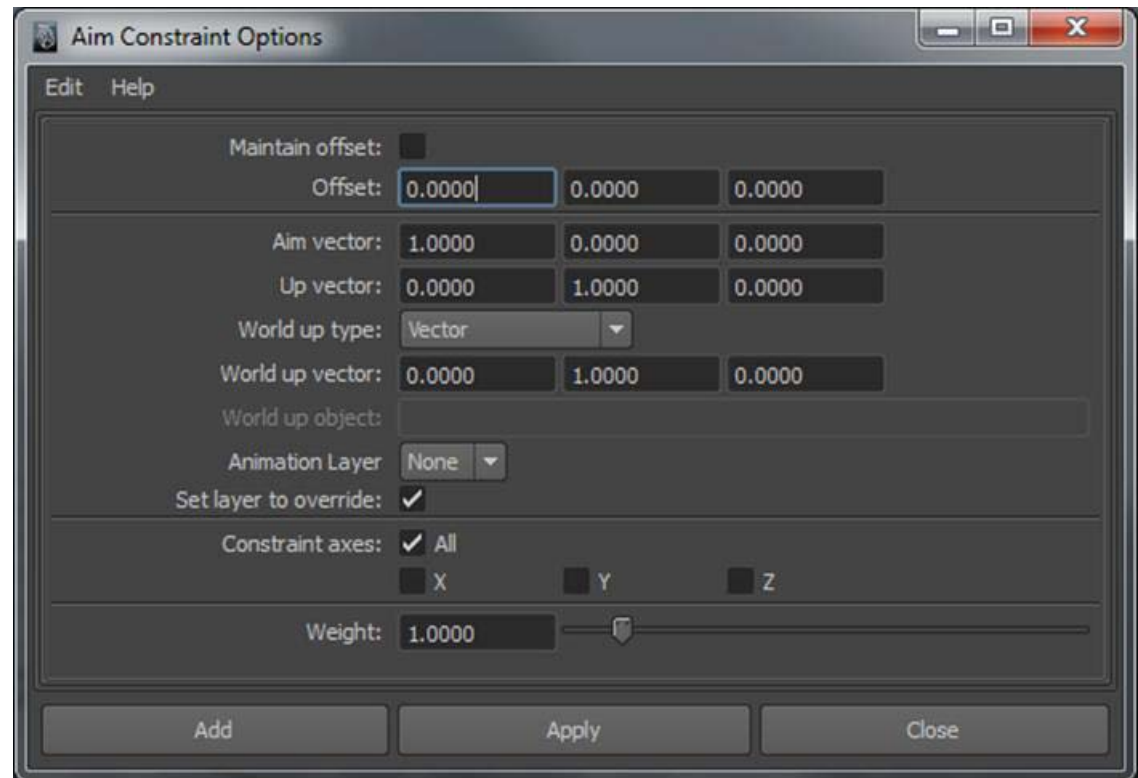 Aim Constraint Options
Edit Help
Maintain offset:
Offset: 0.0000 0.0000 0.0000
Aim vector: 1.0000 0.0000 0.0000
Up vector: 0.0000 1.0000 0.0000
World up type: Vector
World up vector: 0.0000 1.0000 0.0000
World up object:
Animation Layer None
Set layer to override:
Constraint axes: All
X Y Z
Weight: 1.0000
Add Apply Close